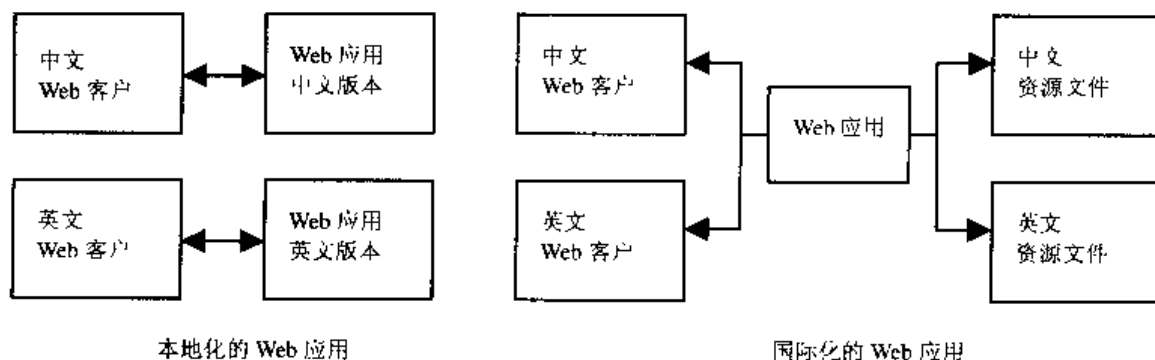 中文
Web 客户
Web 应用
中文版本
英文
Web 客户
Web 应用
英文版本
本地化的 Web 应用
中文
Web 客户
Web 应用
中文
资源文件
英文
Web 客户
英文
资源文件
国际化的 Web 应用